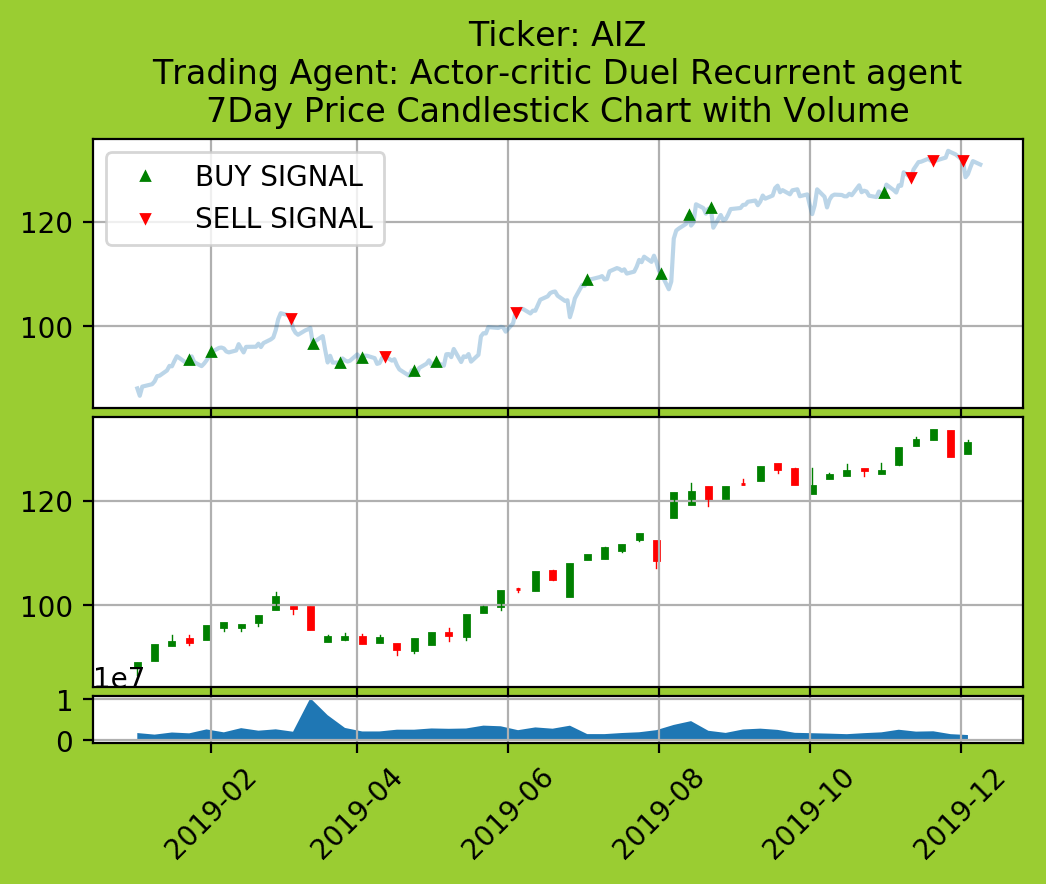 Ticker: AIZ
Trading Agent: Actor-critic Duel Recurrent agent
7Day Price Candlestick Chart with Volume
BUY SIGNAL
SELL SIGNAL
120
100
120
100
1e7
1
0
2019-02
2019-04
2019-06
2019-08
2019-10
2019-12